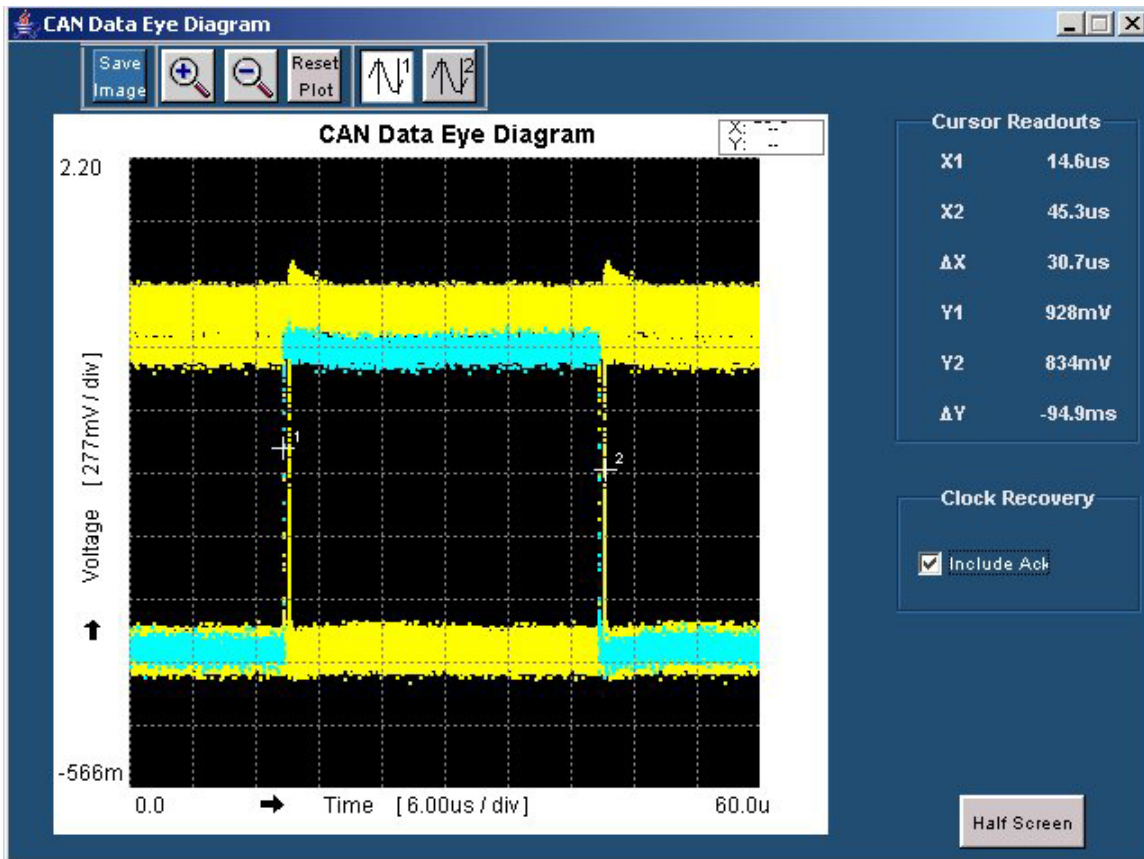 CAN Data Eye Diagram
Save Image
Reset Plot
1
2
CAN Data Eye Diagram
X: --.-
Y: --
2.20
Voltage [277mV / div]
-566m
0.0
Time [6.00us / div]
60.0u
1
2
Cursor Readouts
X1 14.6us
X2 45.3us
ΔX 30.7us
Y1 928mV
Y2 834mV
ΔY -94.9ms
Clock Recovery
Include Ack
Half Screen